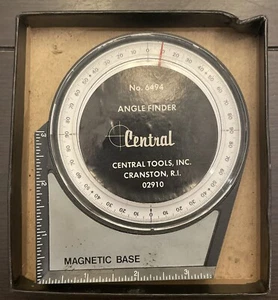 No. 6494
ANGLE FINDER
Central
CENTRAL TOOLS, INC.
CRANSTON, R.I.
02910
MAGNETIC BASE